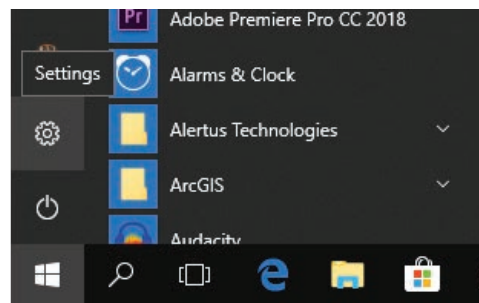 Pr
Adobe Premiere Pro CC 2018
Settings
Alarms & Clock
Alertus Technologies
ArcGIS
Audacity